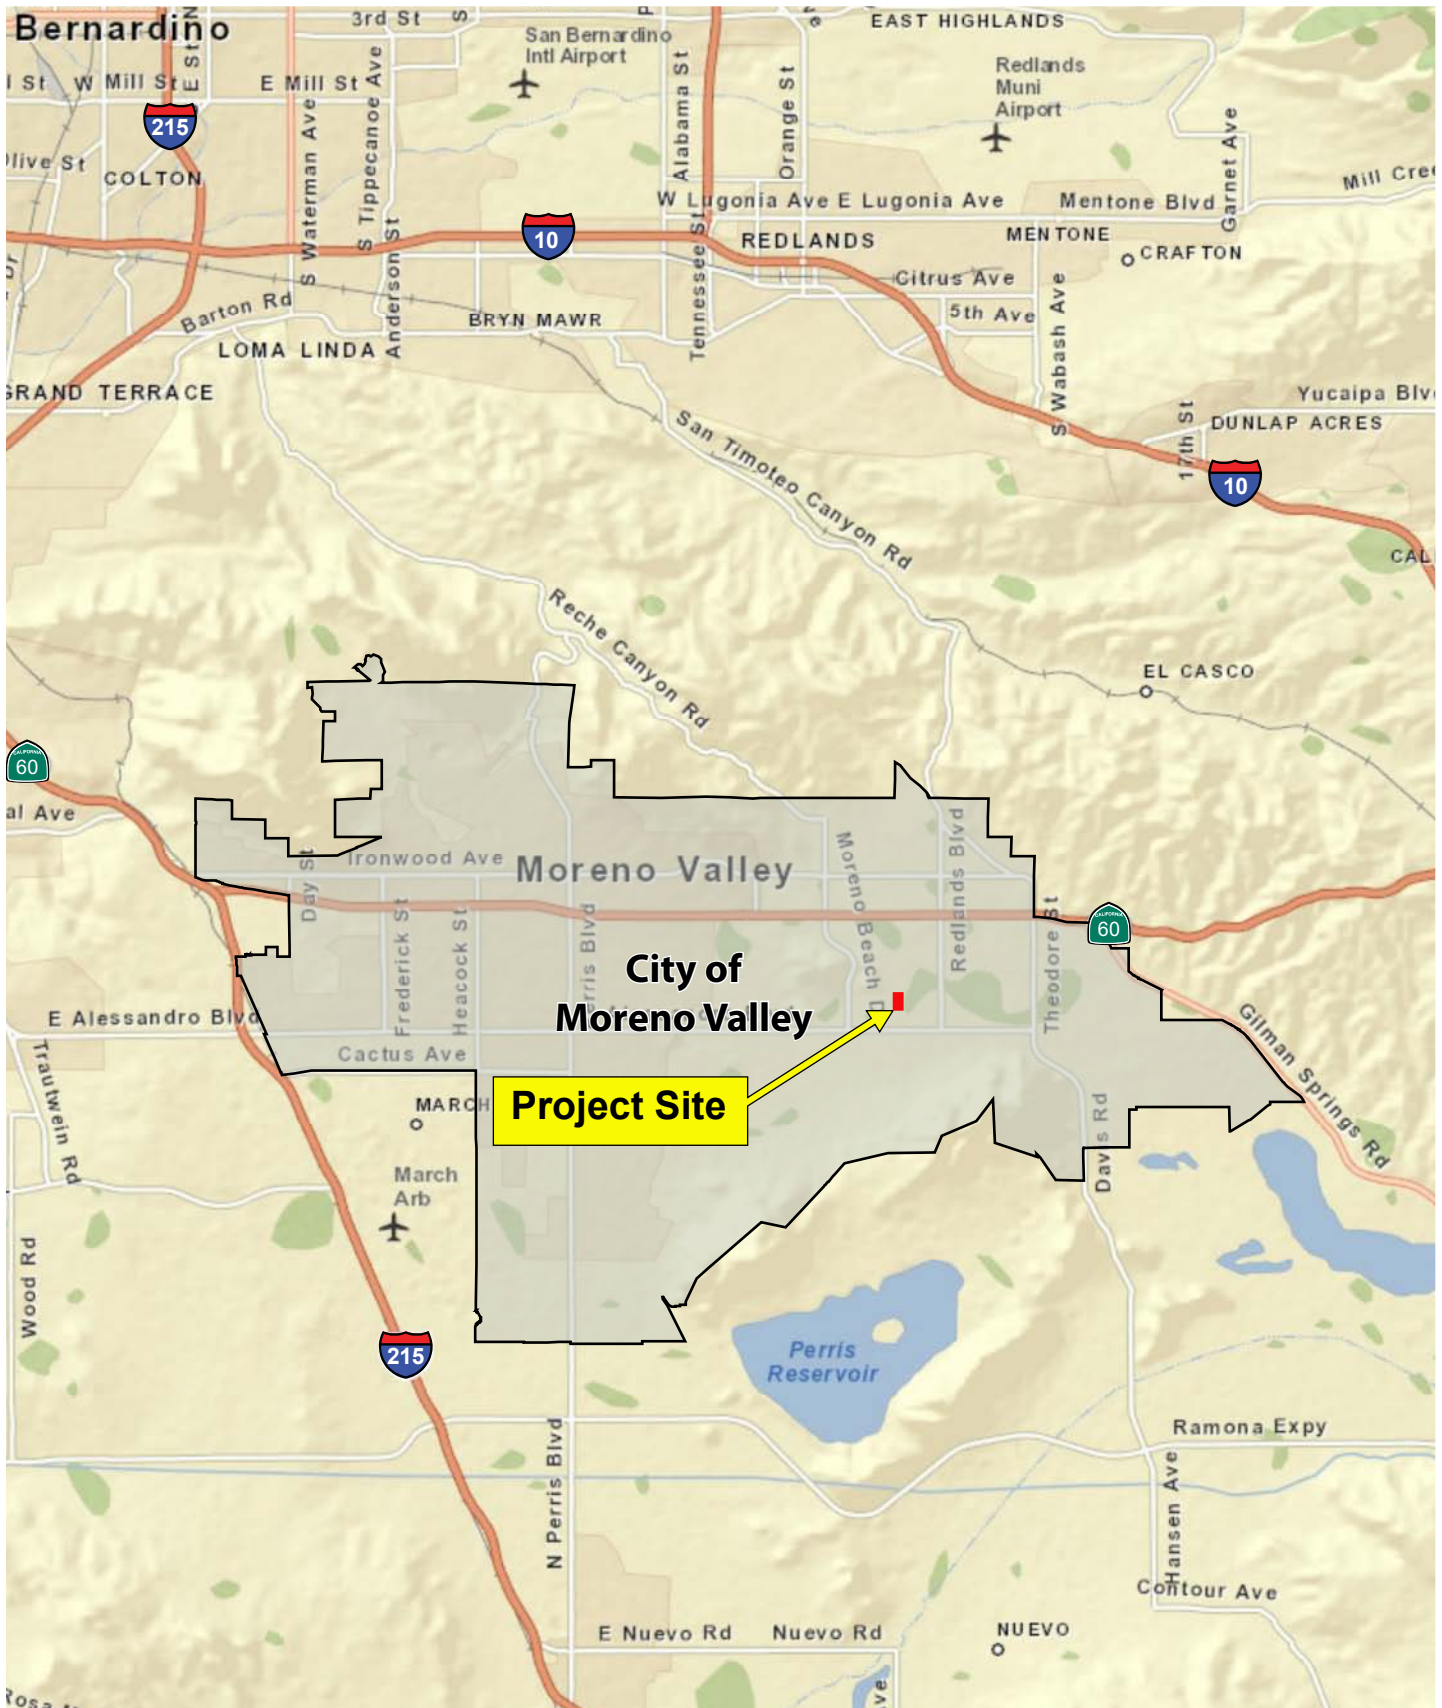 Bernardino
3rd St
San Bernardino
Intl Airport
EAST HIGHLANDS
Redlands
Muni
Airport
W Mill St
E Mill St
E St
215
S Waterman Ave
S Tippecanoe Ave
Alabama St
Orange St
Garnet Ave
COLTON
Mill Cree
W Lugonia Ave
E Lugonia Ave
Mentone Blvd
10
REDLANDS
MENTONE
CRAFTON
Anderson St
Tennessee St
Citrus Ave
5th Ave
S Wabash Ave
Barton Rd
BRYN MAWR
LOMA LINDA
GRAND TERRACE
Yucaipa Blv
DUNLAP ACRES
17th St
10
San Timoteo Canyon Rd
CAL
Reche Canyon Rd
EL CASCO
CALIFORNIA
60
al Ave
Day St
Ironwood Ave
Moreno Valley
Moreno Beach D
Redlands Blvd
Theodore St
CALIFORNIA
60
Frederick St
Heacock St
erris Blvd
City of
Moreno Valley
E Alessandro Blvd
Cactus Ave
Gilman Springs Rd
Trautwein Rd
MARCH
Project Site
Davis Rd
March
Arb
Wood Rd
215
Perris
Reservoir
Ramona Expy
N Perris Blvd
Hansen Ave
Contour Ave
E Nuevo Rd
Nuevo Rd
NUEVO